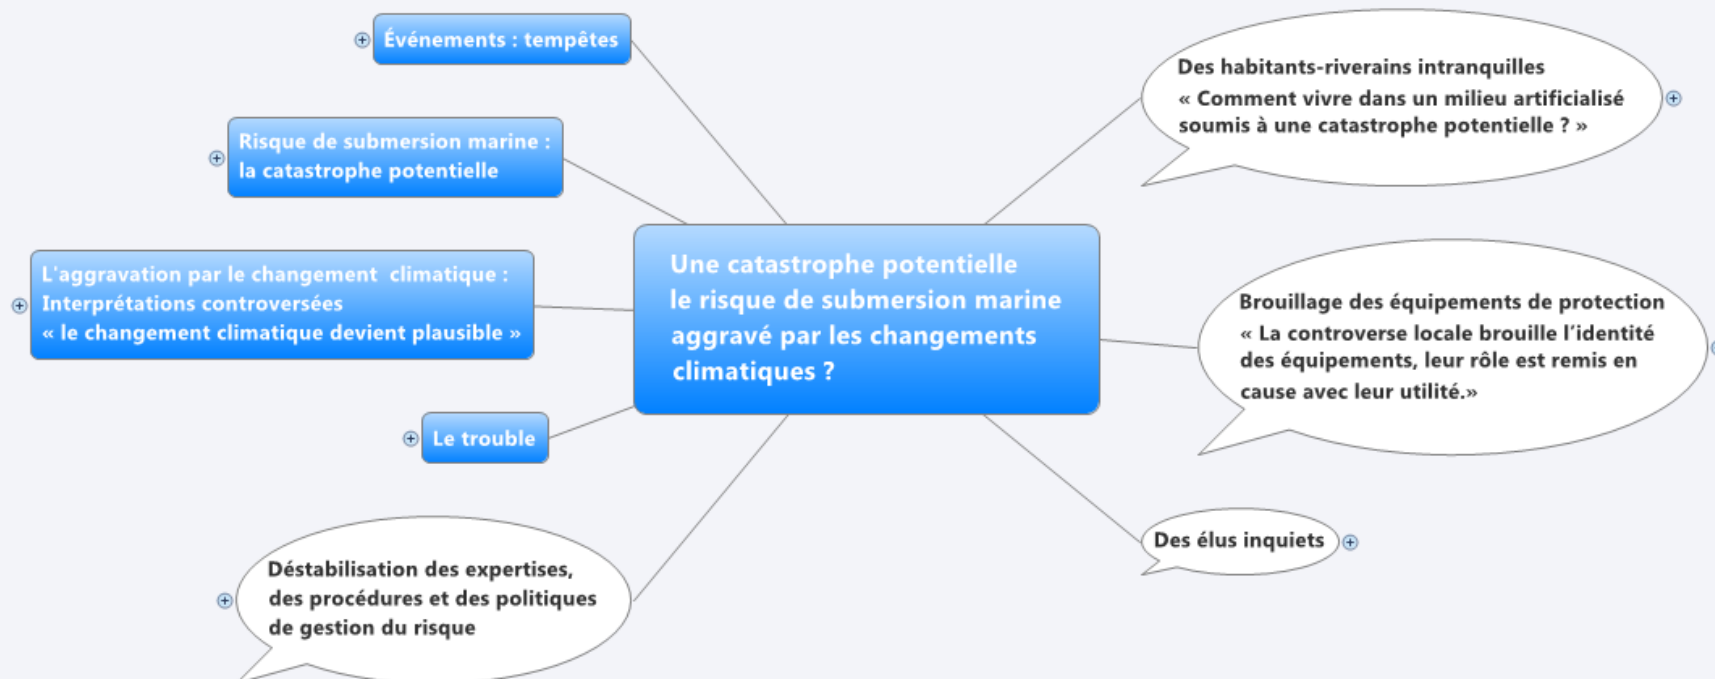 Événements : tempêtes
Risque de submersion marine :
la catastrophe potentielle
L'aggravation par le changement  climatique :
Interprétations controversées
« le changement climatique devient plausible »
Le trouble
Déstabilisation des expertises,
des procédures et des politiques
de gestion du risque
Une catastrophe potentielle
le risque de submersion marine
aggravé par les changements
climatiques ?
Des habitants-riverains intranquilles
« Comment vivre dans un milieu artificialisé
soumis à une catastrophe potentielle ? »
Brouillage des équipements de protection
« La controverse locale brouille l’identité
des équipements, leur rôle est remis en
cause avec leur utilité.»
Des élus inquiets